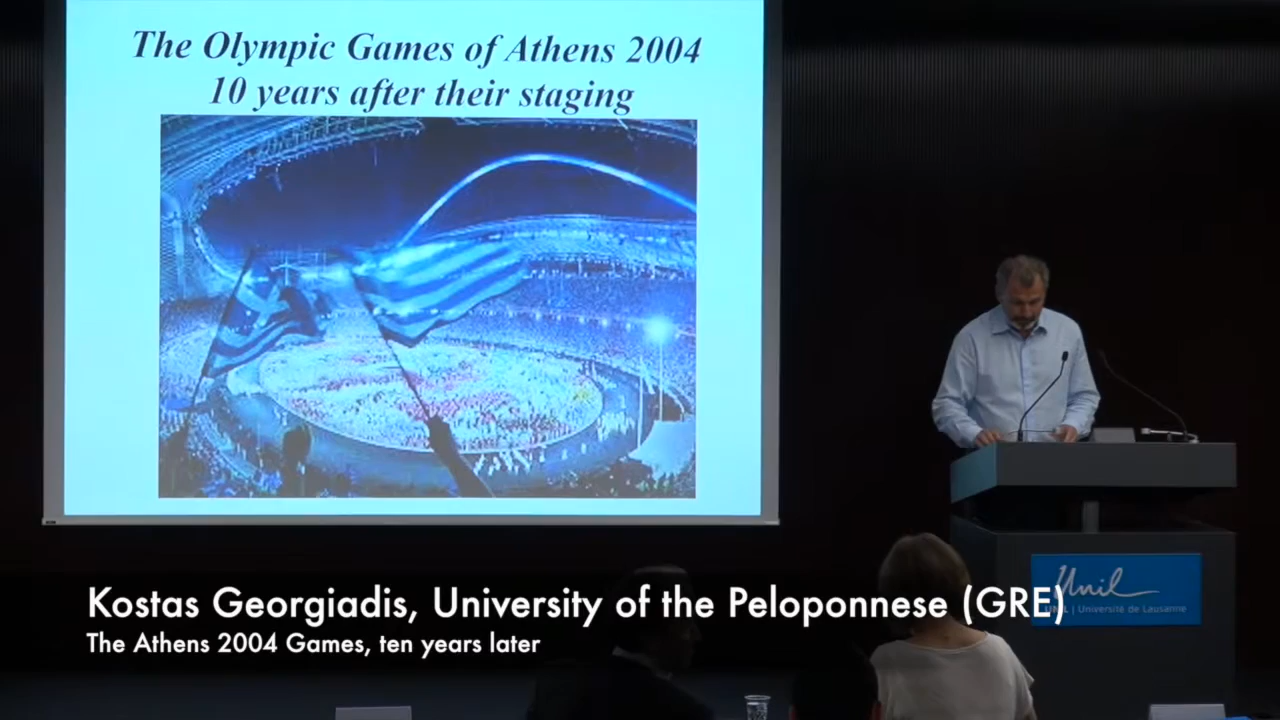 The Olympic Games of Athens 2004
10 years after their staging
Kostas Georgiadis, University of the Peloponnese (GRE)
The Athens 2004 Games, ten years later
Unil
UNIL | Université de Lausanne